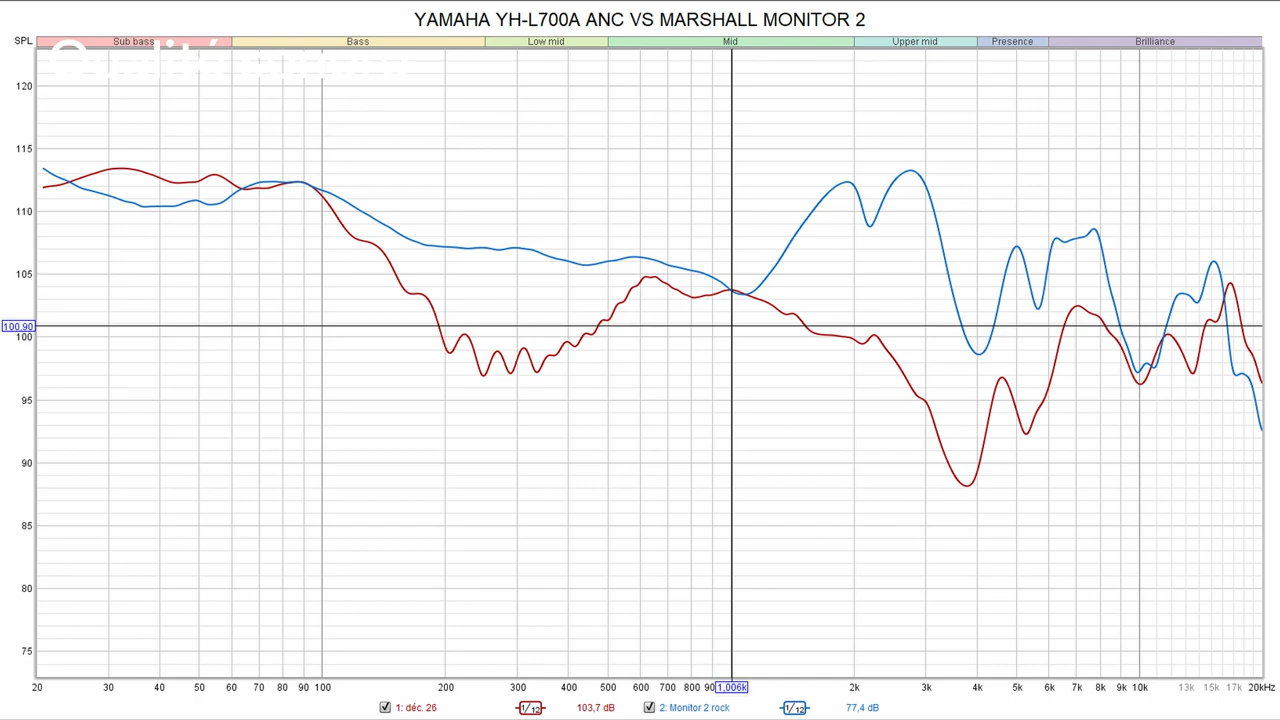 YAMAHA YH-L700A ANC VS MARSHALL MONITOR 2
SPL Sub bass Bass Low mid Mid Upper mid Presence Brilliance
120
115
110
105
100,90
100
95
90
85
80
75
20 30 40 50 60 70 80 90 100 200 300 400 500 600 700 800 90 1,006k 2k 3k 4k 5k 6k 7k 8k 9k 10k 13k 15k 17k 20kHz
1: déc. 26 1/12 103,7 dB 2: Monitor 2 rock 1/12 77,4 dB